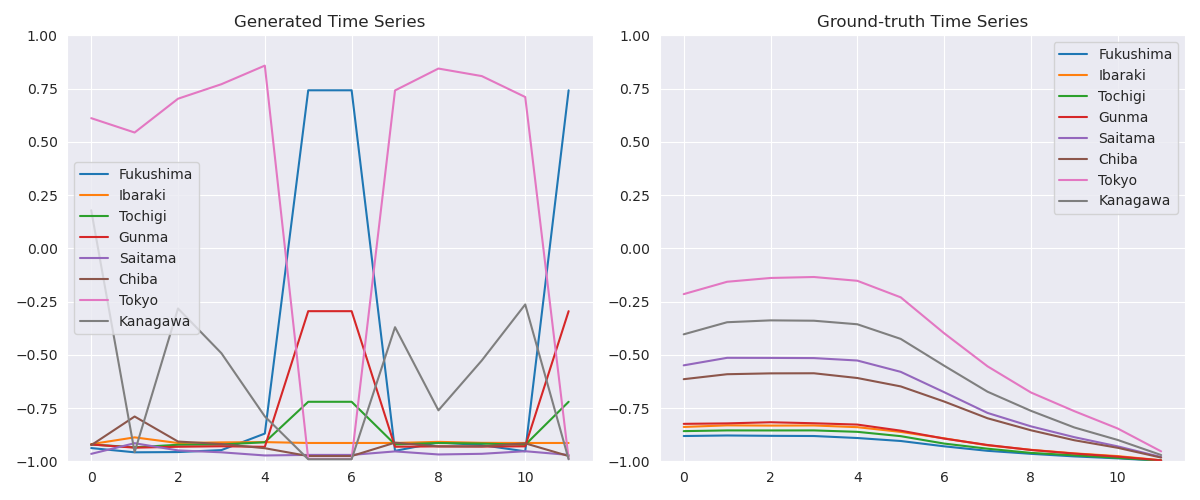 Generated Time Series
1.00
0.75
0.50
0.25
0.00
−0.25
−0.50
−0.75
−1.00
0 2 4 6 8 10
Fukushima
Ibaraki
Tochigi
Gunma
Saitama
Chiba
Tokyo
Kanagawa
Ground-truth Time Series
1.00
0.75
0.50
0.25
0.00
−0.25
−0.50
−0.75
−1.00
0 2 4 6 8 10
Fukushima
Ibaraki
Tochigi
Gunma
Saitama
Chiba
Tokyo
Kanagawa